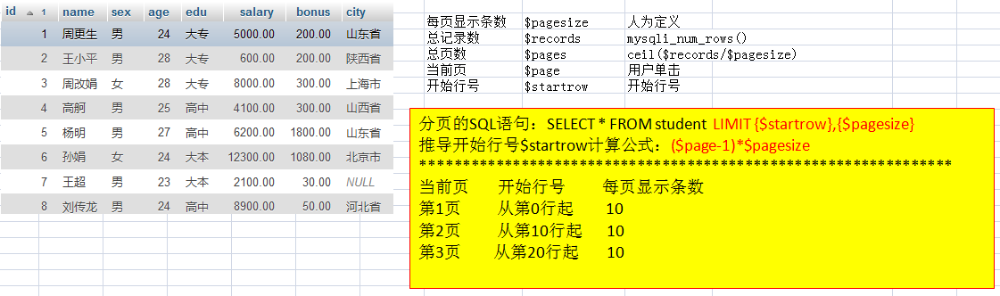 id 1 name sex age edu salary bonus city
1 周更生 男 24 大专 5000.00 200.00 山东省
2 王小平 男 28 大专 600.00 200.00 陕西省
3 周改娟 女 28 大专 8000.00 300.00 上海市
4 高舸 男 25 高中 4100.00 300.00 山西省
5 杨明 男 27 高中 6200.00 1800.00 山东省
6 孙娟 女 24 大本 12300.00 1080.00 北京市
7 王超 男 23 大本 2100.00 30.00 NULL
8 刘传龙 男 24 高中 8900.00 50.00 河北省
每页显示条数 $pagesize 人为定义
总记录数 $records mysqli_num_rows()
总页数 $pages ceil($records/$pagesize)
当前页 $page 用户单击
开始行号 $startrow 开始行号
分页的SQL语句：SELECT * FROM student LIMIT {$startrow},{$pagesize}
推导开始行号$startrow计算公式：($page-1)*$pagesize
************************************************************
当前页 开始行号 每页显示条数
第1页 从第0行起 10
第2页 从第10行起 10
第3页 从第20行起 10